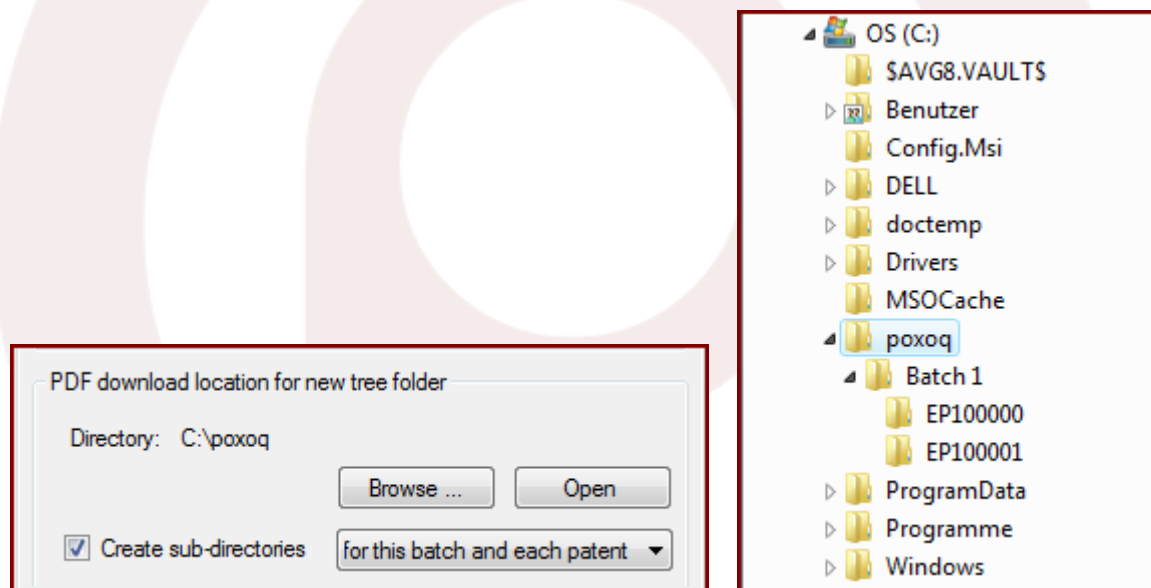 PDF download location for new tree folder
Directory: C:\poxoq
Browse ... Open
Create sub-directories for this batch and each patent
OS (C:)
$AVG8.VAULT$
Benutzer
Config.Msi
DELL
doctemp
Drivers
MSOCache
poxoq
Batch 1
EP100000
EP100001
ProgramData
Programme
Windows